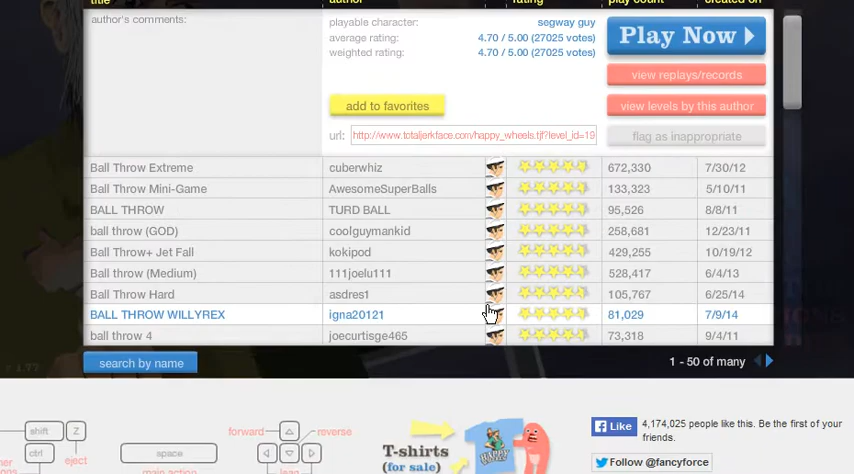 title author rating play count created on
author's comments:
playable character: segway guy
average rating: 4.70 / 5.00 (27025 votes)
weighted rating: 4.70 / 5.00 (27025 votes)
Play Now
view replays/records
add to favorites
view levels by this author
url: http://www.totaljerkface.com/happy_wheels.tjf?level_id=19
flag as inappropriate
Ball Throw Extreme cuberwhiz 672,330 7/30/12
Ball Throw Mini-Game AwesomeSuperBalls 133,323 5/10/11
BALL THROW TURD BALL 95,526 8/8/11
ball throw (GOD) coolguymankid 258,681 12/23/11
Ball Throw+ Jet Fall kokipod 429,255 10/19/12
Ball throw (Medium) 111joelu111 528,417 6/4/13
Ball Throw Hard asdres1 105,767 6/25/14
BALL THROW WILLYREX igna20121 81,029 7/9/14
ball throw 4 joecurtisge465 73,318 9/4/11
search by name
1 - 50 of many
shift Z
ctrl
eject
space
main action
forward
reverse
lean
T-shirts
(for sale)
HAPPY
Like
4,174,025 people like this. Be the first of your
friends.
Follow @fancyforce